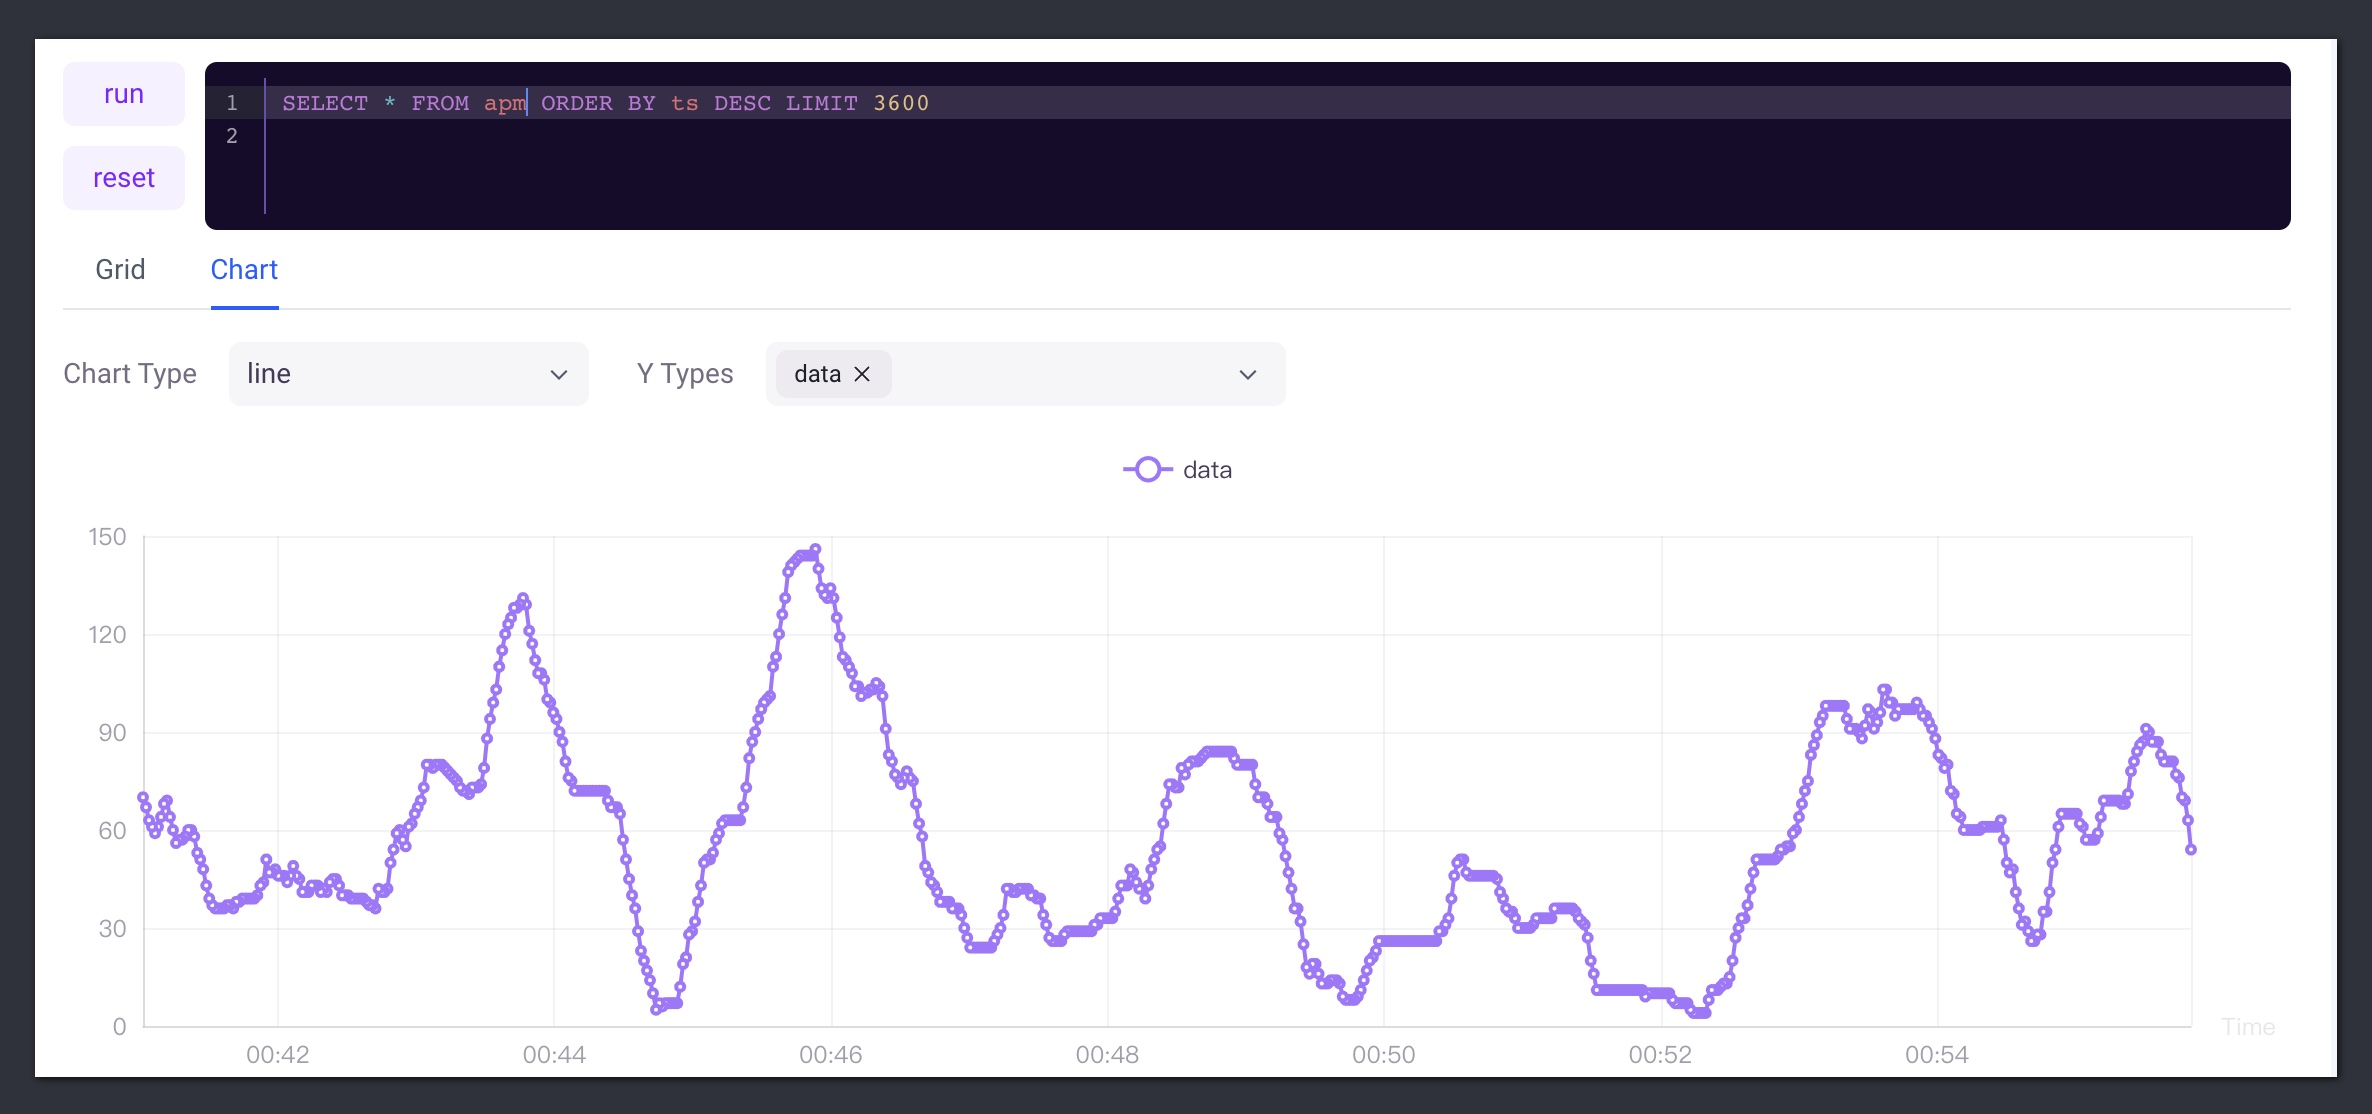 run
reset
1 SELECT * FROM apm ORDER BY ts DESC LIMIT 3600
2
Grid Chart
Chart Type line Y Types data
data
150
120
90
60
30
0
Time
00:42 00:44 00:46 00:48 00:50 00:52 00:54